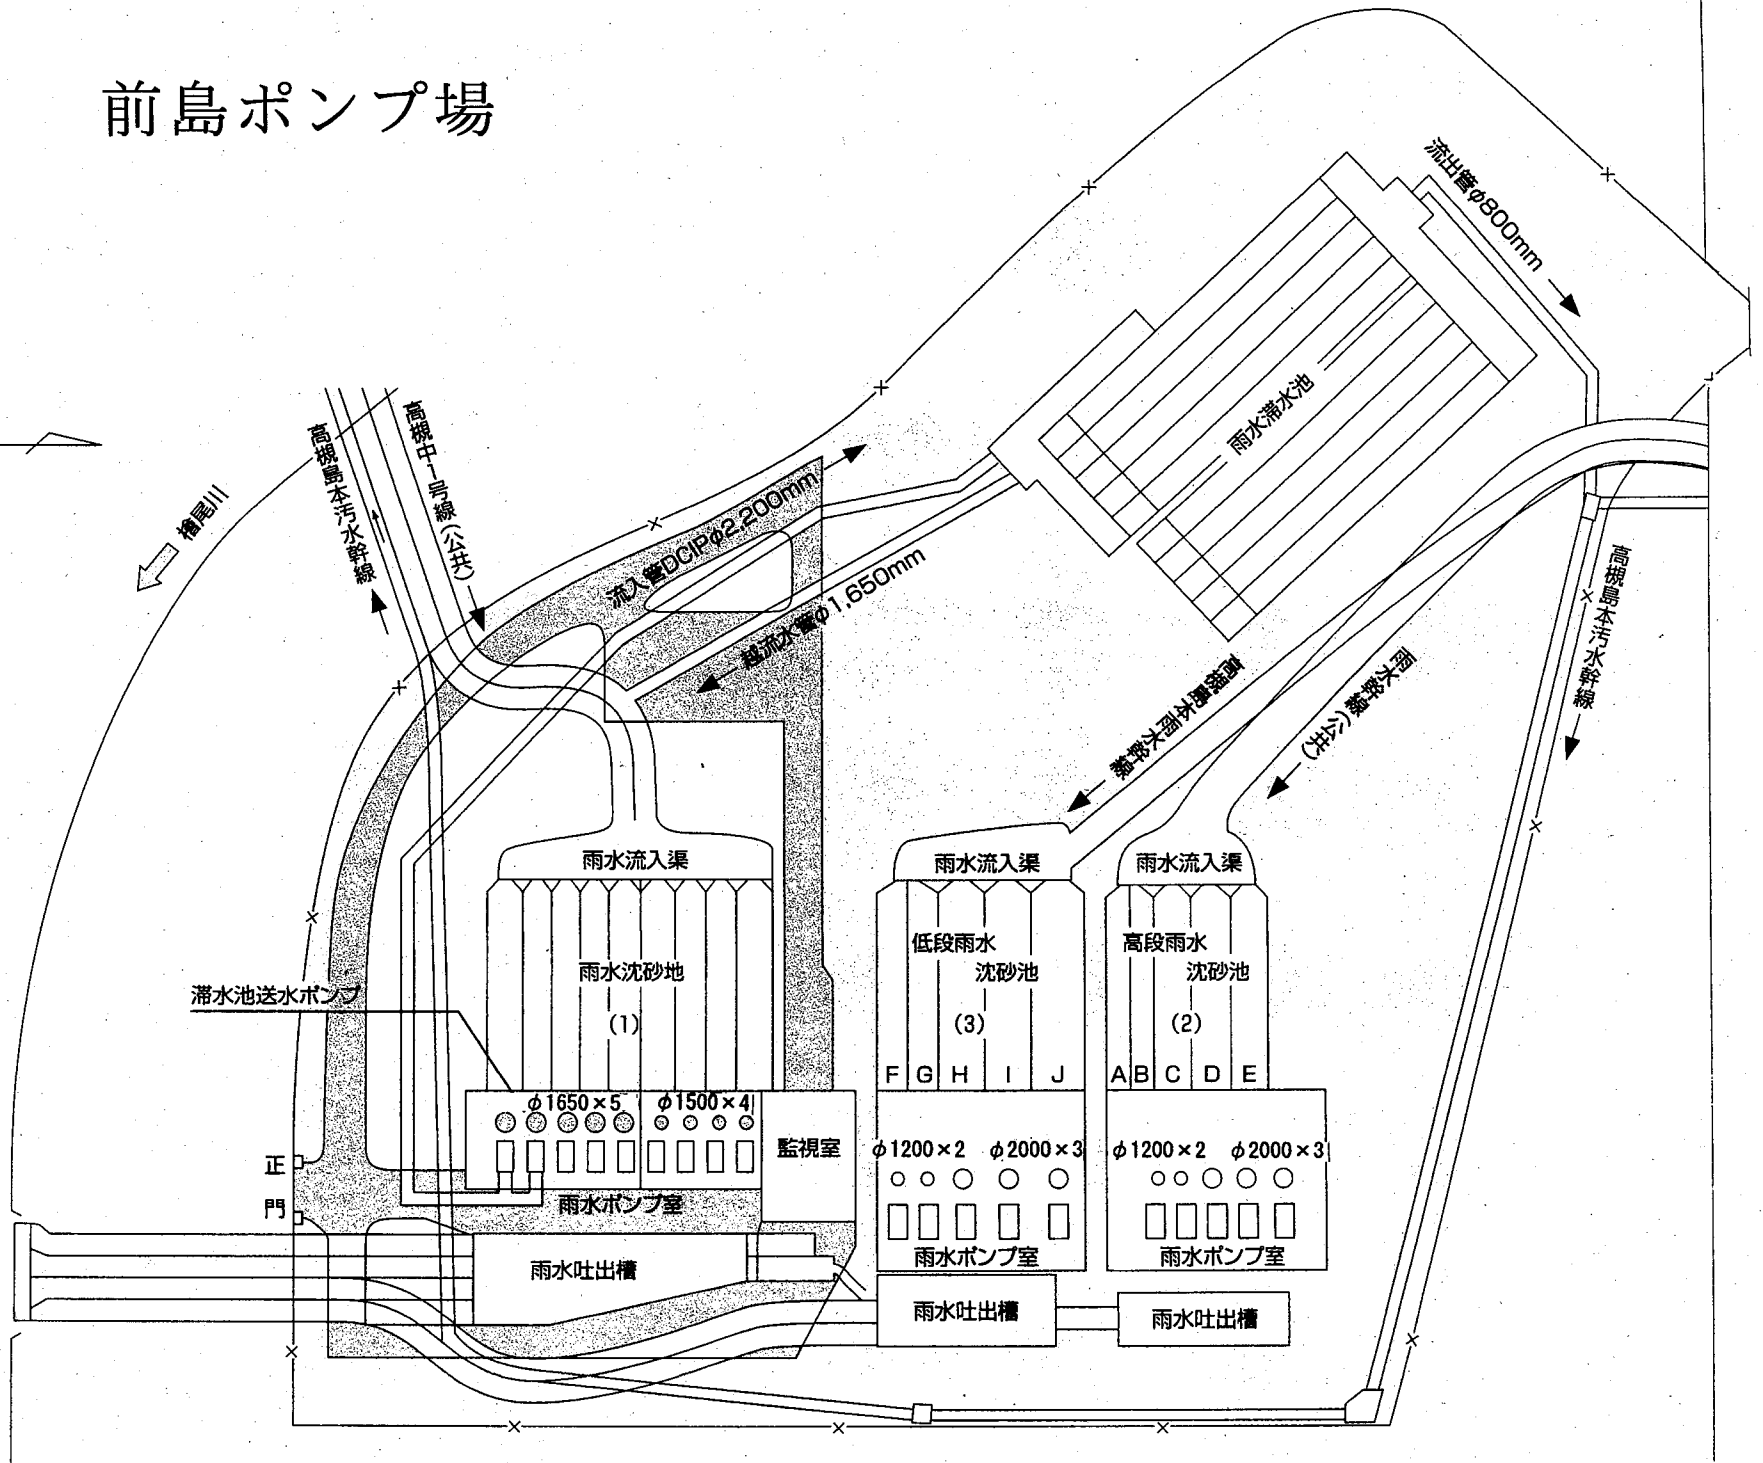 前島ポンプ場
流出管φ800mm
雨水滞水池
高槻中1号線(公共)
高槻島本汚水幹線
檜尾川
流入管DCIPφ2,200mm
越流水管φ1,650mm
高槻島本汚水幹線
高槻島本雨水幹線
雨水幹線(公共)
雨水流入渠
雨水流入渠
雨水流入渠
雨水沈砂地
(1)
低段雨水
沈砂池
(3)
高段雨水
沈砂池
(2)
滞水池送水ポンプ
F G H I J
A B C D E
φ1650×5
φ1500×4
監視室
φ1200×2
φ2000×3
φ1200×2
φ2000×3
正
門
雨水ポンプ室
雨水ポンプ室
雨水ポンプ室
雨水吐出槽
雨水吐出槽
雨水吐出槽